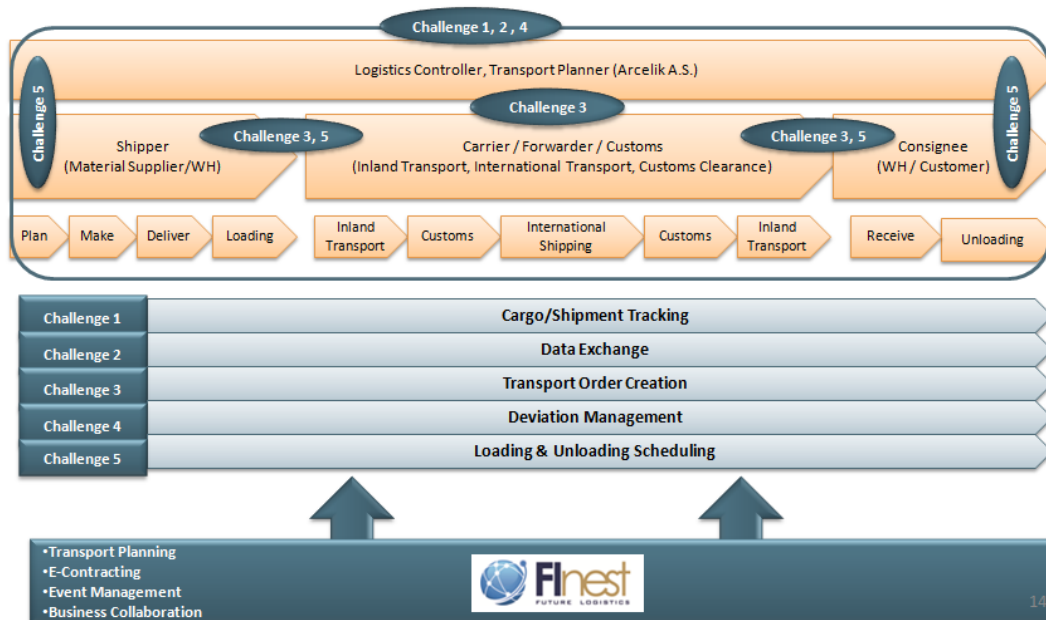 Challenge 1, 2 , 4
Logistics Controller, Transport Planner (Arcelik A.S.)
Challenge 5
Challenge 5
Challenge 3
Challenge 3, 5
Challenge 3, 5
Shipper
(Material Supplier/WH)
Carrier / Forwarder / Customs
(Inland Transport, International Transport, Customs Clearance)
Consignee
(WH / Customer)
Plan
Make
Deliver
Loading
Inland
Transport
Customs
International
Shipping
Customs
Inland
Transport
Receive
Unloading
Challenge 1
Cargo/Shipment Tracking
Challenge 2
Data Exchange
Challenge 3
Transport Order Creation
Challenge 4
Deviation Management
Challenge 5
Loading & Unloading Scheduling
•Transport Planning
•E-Contracting
•Event Management
•Business Collaboration
FInest
FUTURE LOGISTICS
14